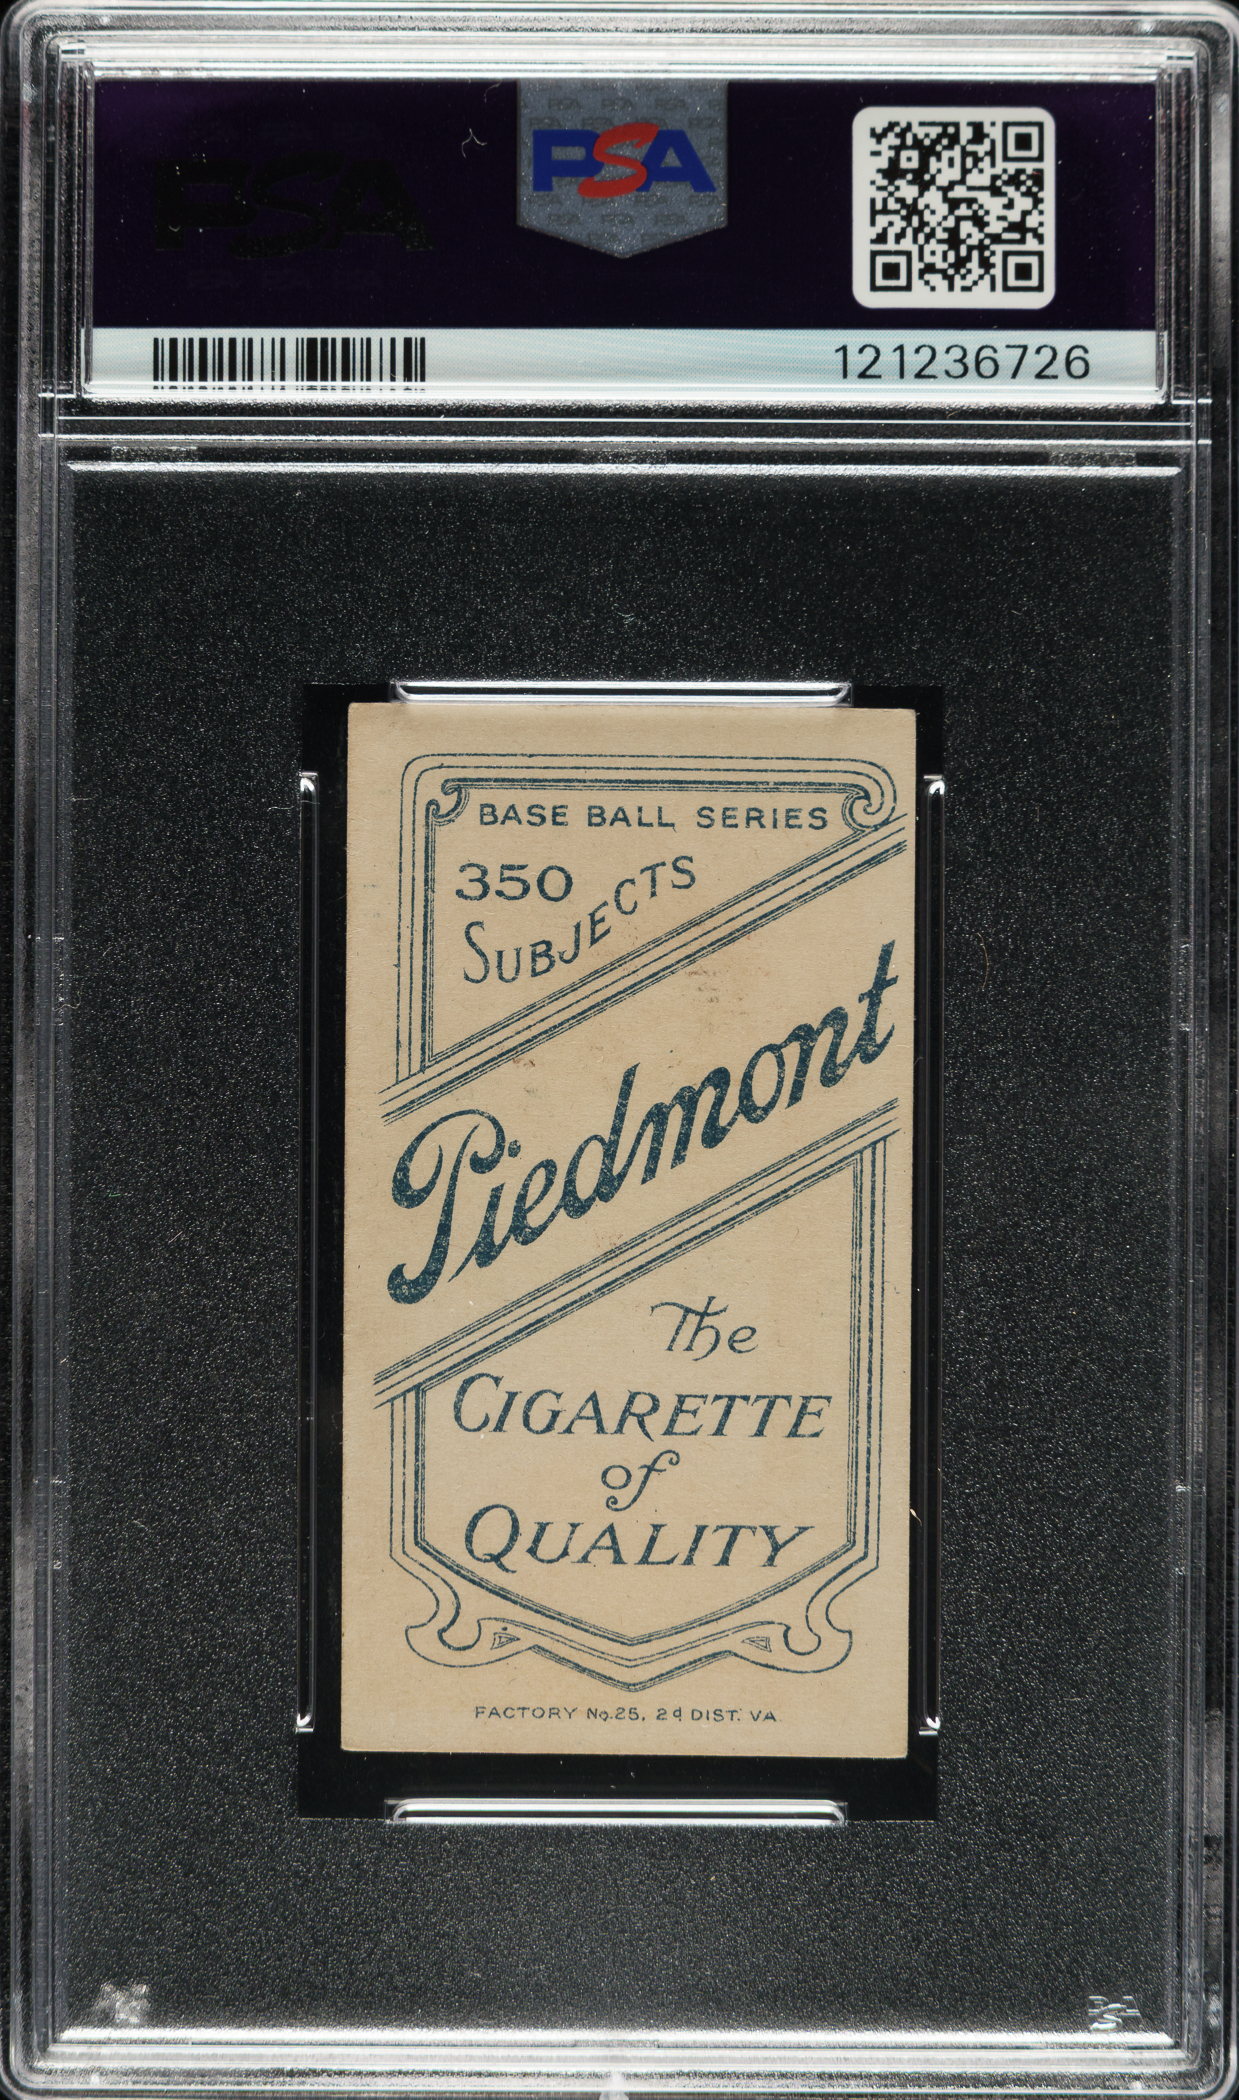 PSA
PSA
121236726
BASE BALL SERIES
350
SUBJECTS
Piedmont
The
CIGARETTE
of
QUALITY
FACTORY No. 25, 2d DIST. VA.